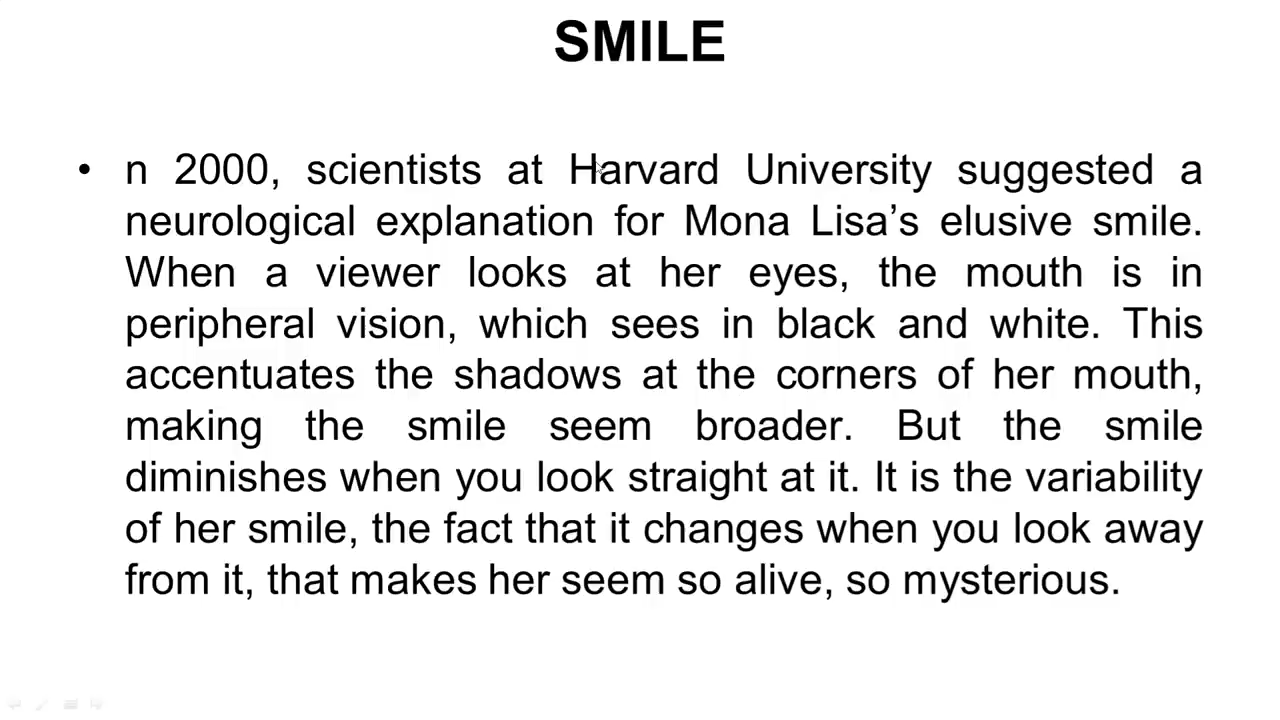 SMILE
• n 2000, scientists at Harvard University suggested a
neurological explanation for Mona Lisa’s elusive smile.
When a viewer looks at her eyes, the mouth is in
peripheral vision, which sees in black and white. This
accentuates the shadows at the corners of her mouth,
making the smile seem broader. But the smile
diminishes when you look straight at it. It is the variability
of her smile, the fact that it changes when you look away
from it, that makes her seem so alive, so mysterious.